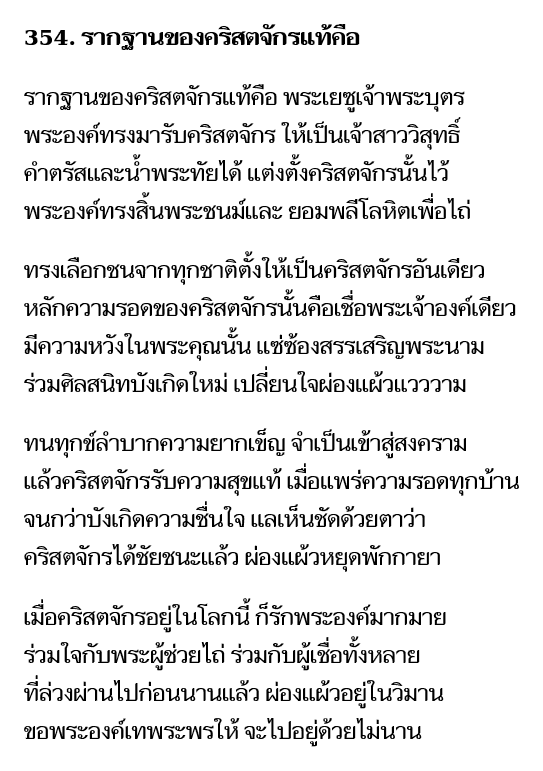 354. รากฐานของคริสตจักรแท้คือ
รากฐานของคริสตจักรแท้คือ พระเยซูเจ้าพระบุตร
พระองค์ทรงมารับคริสตจักร ให้เป็นเจ้าสาววิสุทธิ์
คำตรัสและน้ำพระทัยได้ แต่งตั้งคริสตจักรนั้นไว้
พระองค์ทรงสิ้นพระชนม์และ ยอมพลีโลหิตเพื่อไถ่
ทรงเลือกชนจากทุกชาติตั้งให้เป็นคริสตจักรอันเดียว
หลักความรอดของคริสตจักรนั้นคือเชื่อพระเจ้าองค์เดียว
มีความหวังในพระคุณนั้น แซ่ซ้องสรรเสริญพระนาม
ร่วมศิลสนิทบังเกิดใหม่ เปลี่ยนใจผ่องแผ้วแวววาม
ทนทุกข์ลำบากความยากเข็ญ จำเป็นเข้าสู่สงคราม
แล้วคริสตจักรรับความสุขแท้ เมื่อแพร่ความรอดทุกบ้าน
จนกว่าบังเกิดความชื่นใจ แลเห็นชัดด้วยตาว่า
คริสตจักรได้ชัยชนะแล้ว ผ่องแผ้วหยุดพักกายา
เมื่อคริสตจักรอยู่ในโลกนี้ ก็รักพระองค์มากมาย
ร่วมใจกับพระผู้ช่วยไถ่ ร่วมกับผู้เชื่อทั้งหลาย
ที่ล่วงผ่านไปก่อนนานแล้ว ผ่องแผ้วอยู่ในวิมาน
ขอพระองค์เทพระพรให้ จะไปอยู่ด้วยไม่นาน